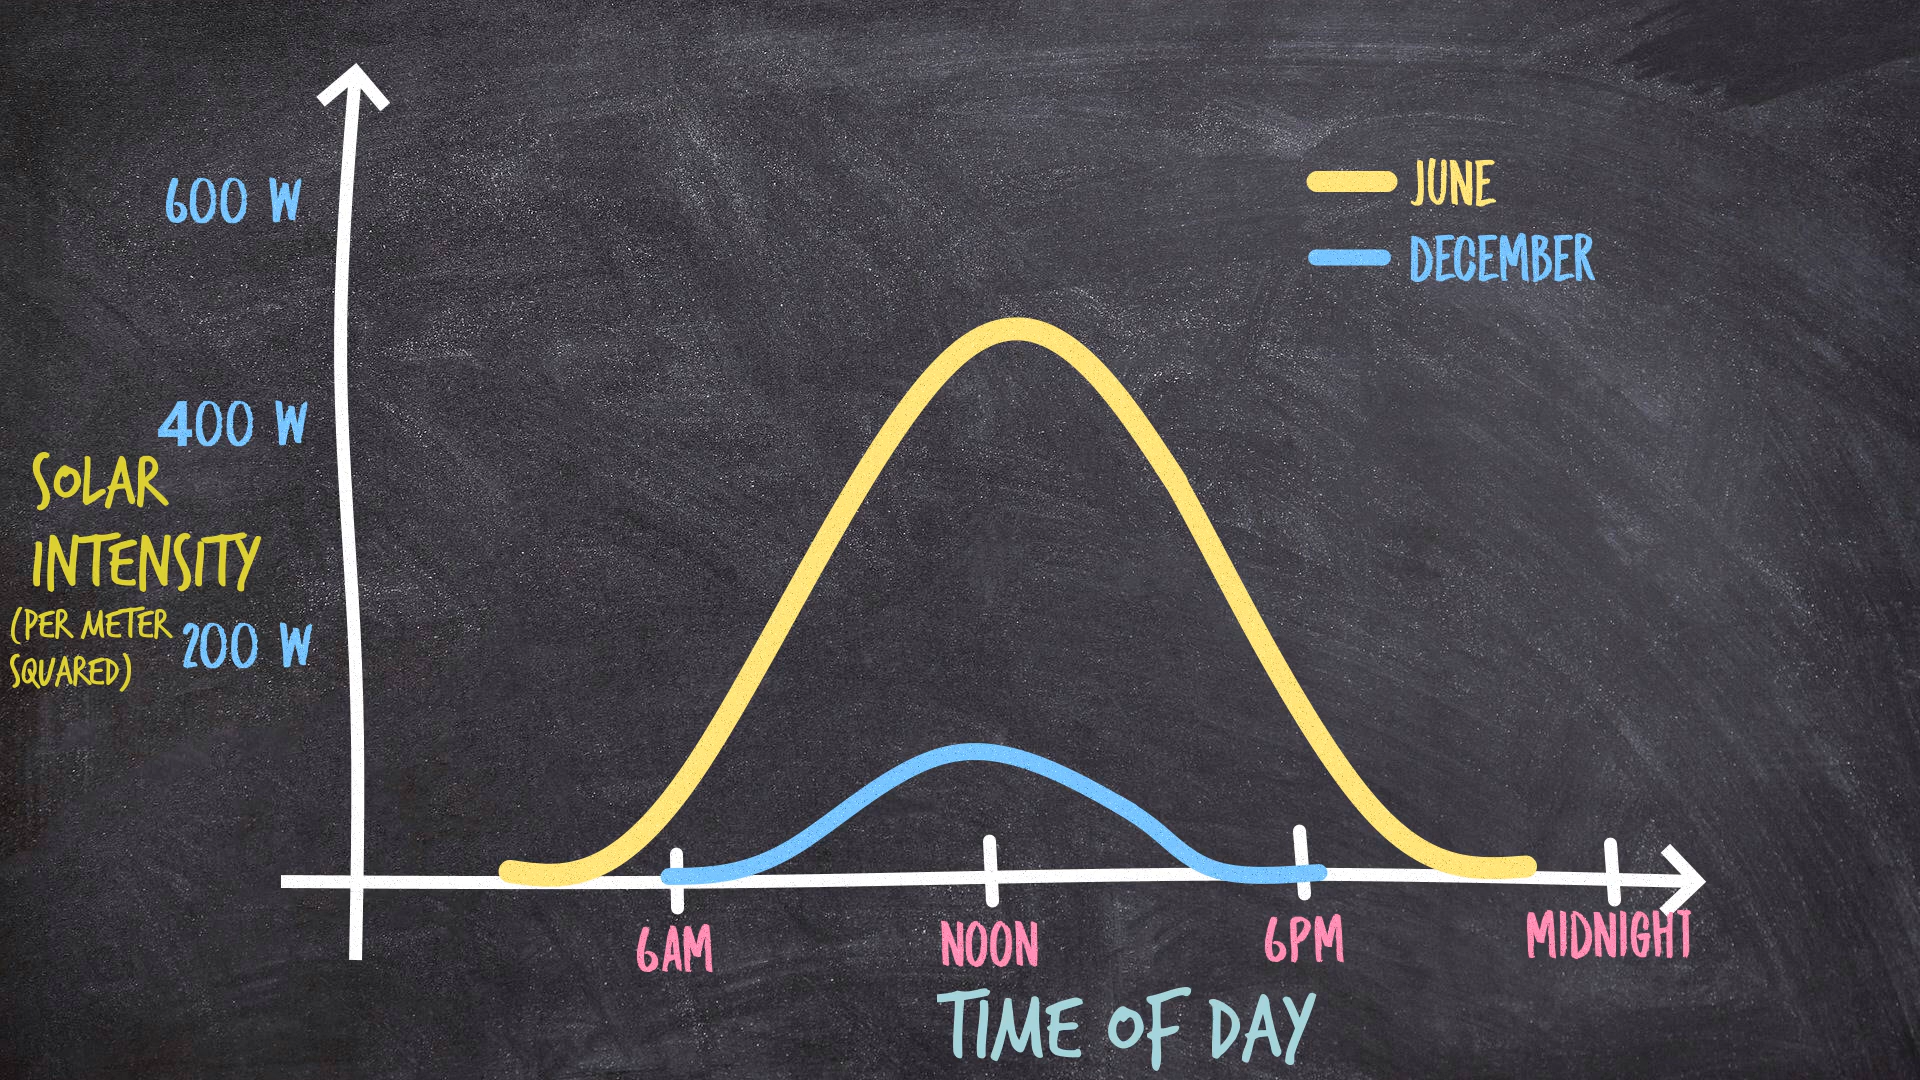 600 W
400 W
200 W
SOLAR
INTENSITY
(PER METER
SQUARED)
JUNE
DECEMBER
6AM
NOON
6PM
MIDNIGHT
TIME OF DAY